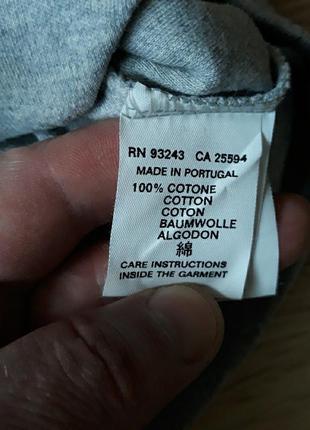 RN 93243 CA 25594
MADE IN PORTUGAL
100% COTONE
COTTON
COTON
BAUMWOLLE
ALGODON
綿
CARE INSTRUCTIONS
INSIDE THE GARMENT